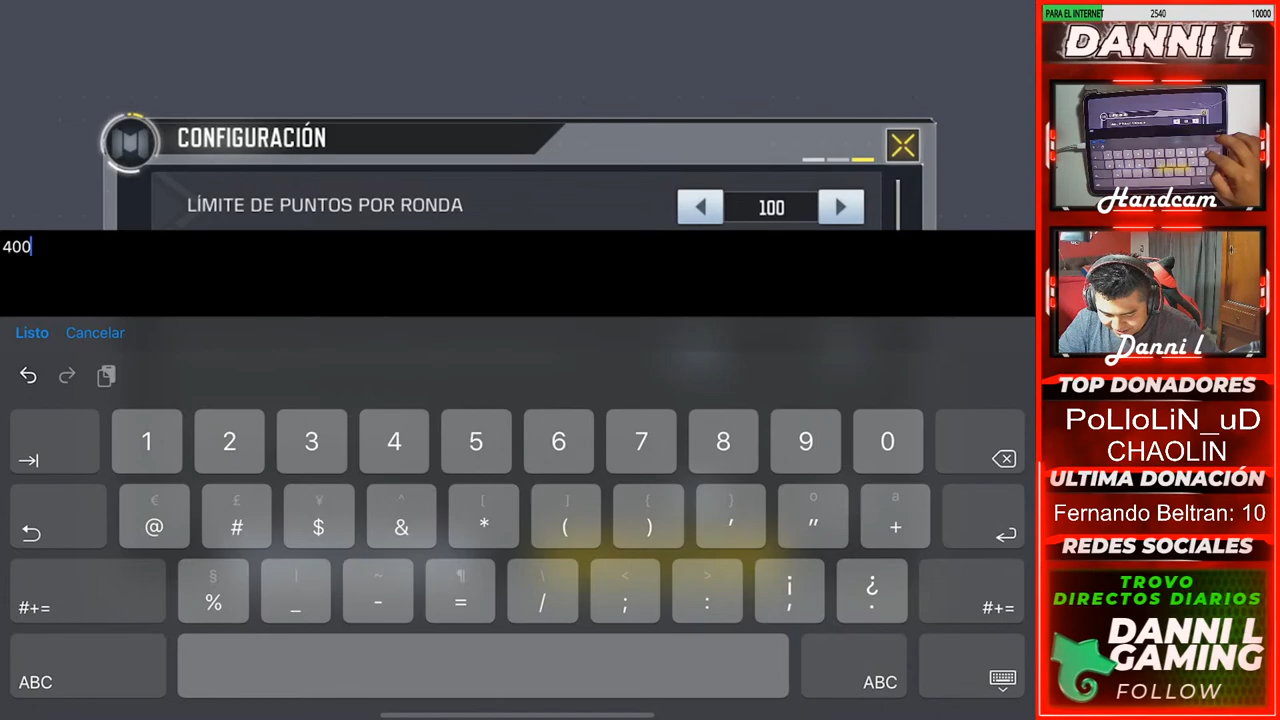 CONFIGURACIÓN
LÍMITE DE PUNTOS POR RONDA
100
400
Listo Cancelar
1 2 3 4 5 6 7 8 9 0
€ £ ¥ ^ [ ] { } º ª
@ # $ & * ( ) ' " +
§ | ~ ¶ \ < > ¡ ¿
#+= % _ - = / ; : , . #+=
ABC ABC
PARA EL INTERNET 2540 10000
DANNI L
Handcam
Danni l
TOP DONADORES
PoLloLiN_uD
CHAOLIN
ULTIMA DONACIÓN
Fernando Beltran: 10
REDES SOCIALES
TROVO
DIRECTOS DIARIOS
DANNI L
GAMING
FOLLOW